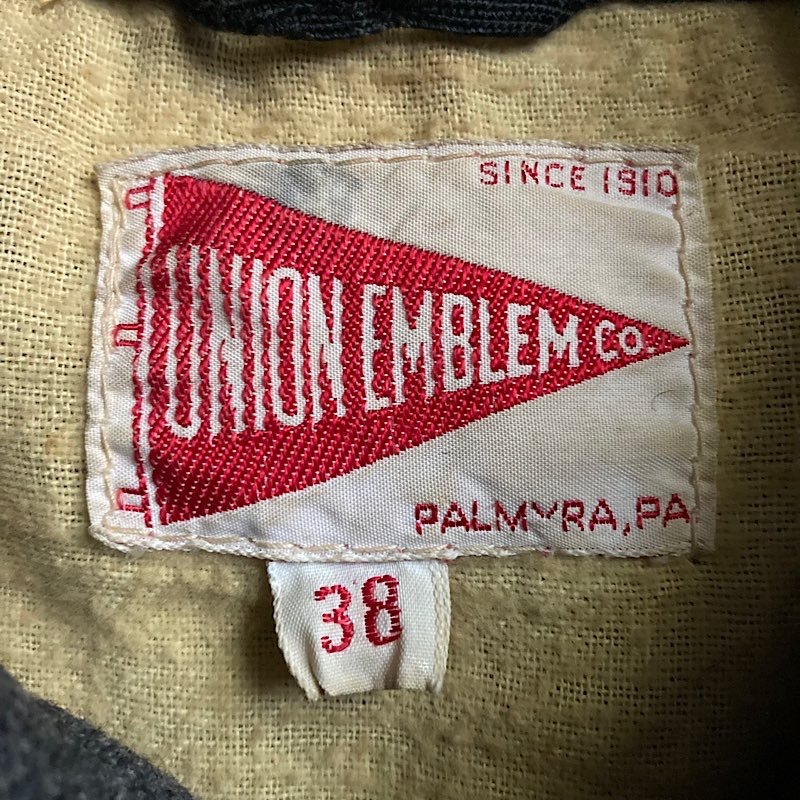 SINCE 1910
UNION EMBLEM CO.
PALMYRA, PA
38